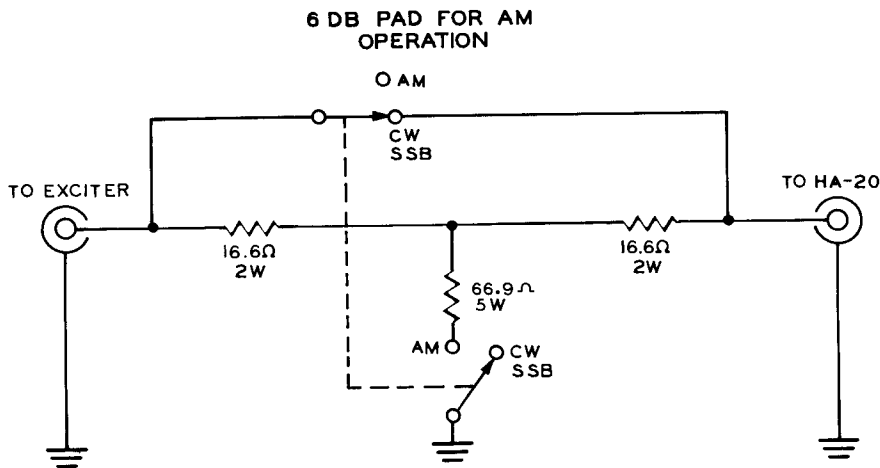 6 DB PAD FOR AM
OPERATION
AM
CW
SSB
TO EXCITER
TO HA-20
16.6Ω
2W
16.6Ω
2W
66.9Ω
5W
AM
CW
SSB